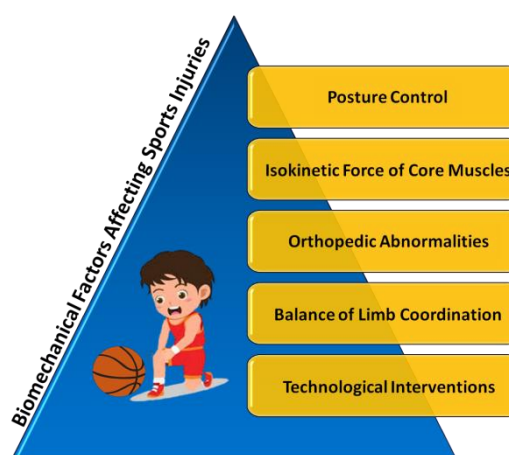 Biomechanical Factors Affecting Sports Injuries
Posture Control
Isokinetic Force of Core Muscles
Orthopedic Abnormalities
Balance of Limb Coordination
Technological Interventions